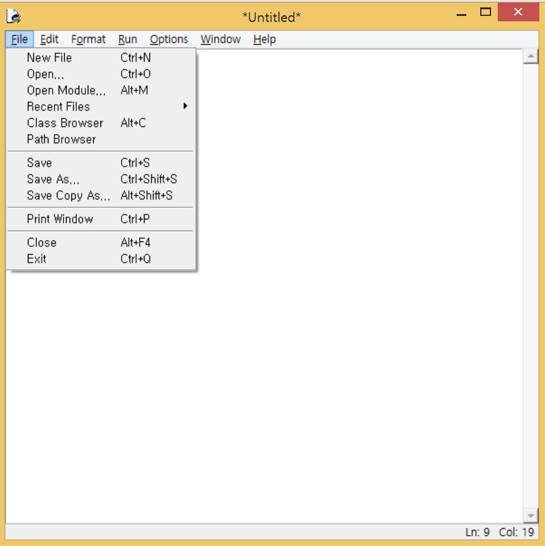 *Untitled*
File Edit Format Run Options Window Help
New File Ctrl+N
Open... Ctrl+O
Open Module... Alt+M
Recent Files
Class Browser Alt+C
Path Browser
Save Ctrl+S
Save As... Ctrl+Shift+S
Save Copy As... Alt+Shift+S
Print Window Ctrl+P
Close Alt+F4
Exit Ctrl+Q
Ln: 9 Col: 19